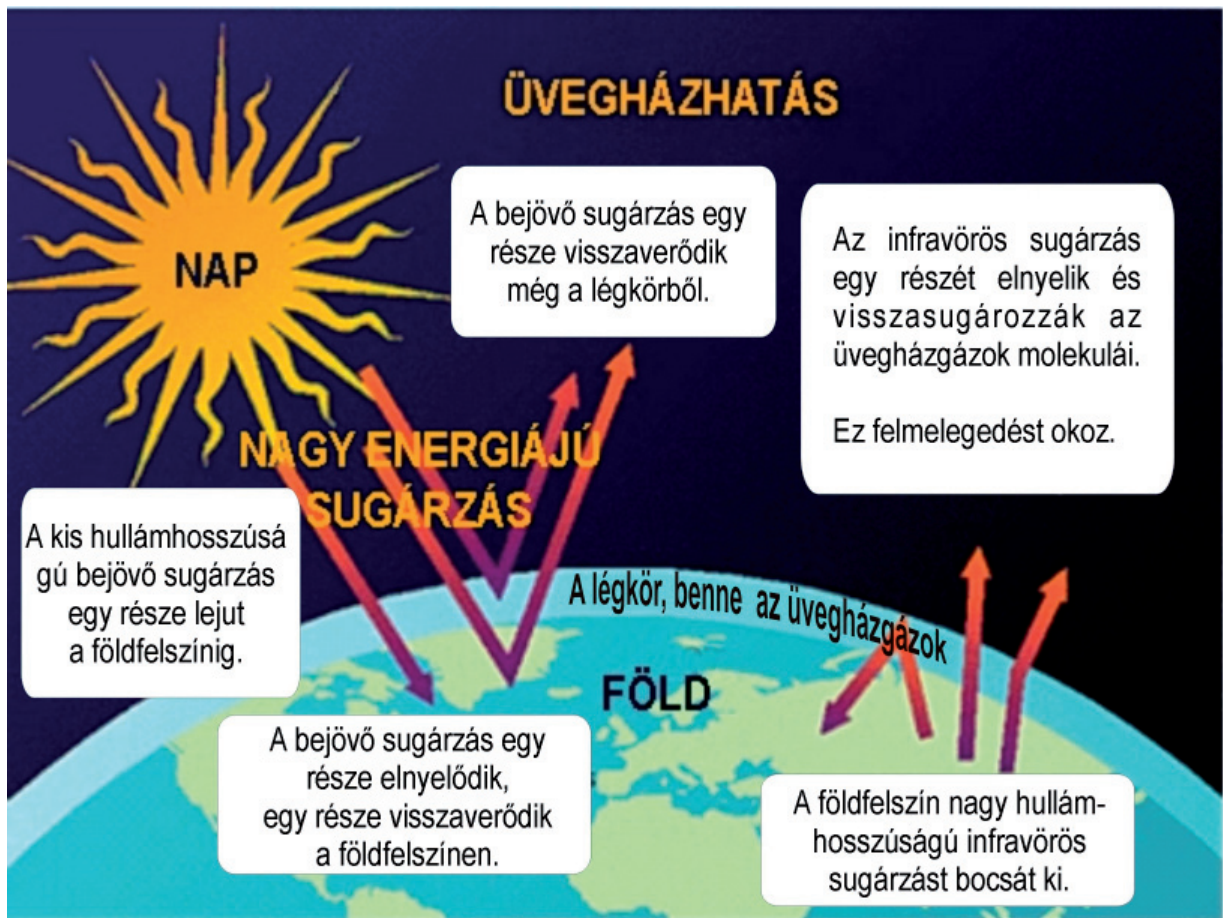 ÜVEGHÁZHATÁS
NAP
A bejövő sugárzás egy
része visszaverődik
még a légkörből.
Az infravörös sugárzás
egy részét elnyelik és
visszasugározzák az
üvegházgázok molekulái.
Ez felmelegedést okoz.
NAGY ENERGIÁJÚ
SUGÁRZÁS
A kis hullámhosszúsá
gú bejövő sugárzás
egy része lejut
a földfelszínig.
A légkör, benne az üvegházgázok
FÖLD
A bejövő sugárzás egy
része elnyelődik,
egy része visszaverődik
a földfelszínen.
A földfelszín nagy hullám-
hosszúságú infravörös
sugárzást bocsát ki.